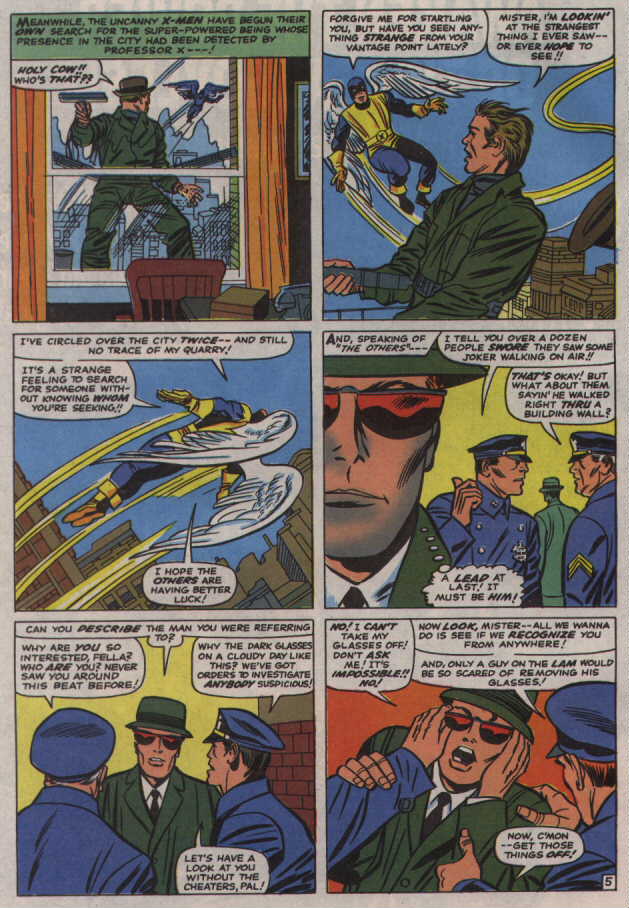 MEANWHILE, THE UNCANNY X-MEN HAVE BEGUN THEIR
OWN SEARCH FOR THE SUPER-POWERED BEING WHOSE
PRESENCE IN THE CITY HAD BEEN DETECTED BY
PROFESSOR X---!
HOLY COW!!
WHO'S THAT??
FORGIVE ME FOR STARTLING
YOU, BUT HAVE YOU SEEN ANY-
THING STRANGE FROM YOUR
VANTAGE POINT LATELY?
MISTER, I'M LOOKIN'
AT THE STRANGEST
THING I EVER SAW--
OR EVER HOPE TO
SEE!!
I'VE CIRCLED OVER THE CITY TWICE-- AND STILL
NO TRACE OF MY QUARRY!
IT'S A STRANGE
FEELING TO SEARCH
FOR SOMEONE WITH-
OUT KNOWING WHOM
YOU'RE SEEKING!!
I HOPE THE
OTHERS ARE
HAVING BETTER
LUCK!
AND, SPEAKING OF
"THE OTHERS"---
I TELL YOU OVER A DOZEN
PEOPLE SWORE THEY SAW SOME
JOKER WALKING ON AIR!!
THAT'S OKAY! BUT
WHAT ABOUT THEM
SAYIN' HE WALKED
RIGHT THRU A
BUILDING WALL?
A LEAD AT
LAST! IT
MUST BE HIM!
CAN YOU DESCRIBE THE MAN YOU WERE REFERRING
TO?
WHY ARE YOU SO
INTERESTED, FELLA?
WHO ARE YOU? NEVER
SAW YOU AROUND
THIS BEAT BEFORE!
WHY THE DARK GLASSES
ON A CLOUDY DAY LIKE
THIS? WE'VE GOT
ORDERS TO INVESTIGATE
ANYBODY SUSPICIOUS!
LET'S HAVE A
LOOK AT YOU
WITHOUT THE
CHEATERS, PAL!
NO! I CAN'T
TAKE MY
GLASSES OFF!
DON'T ASK
ME! IT'S
IMPOSSIBLE!!
NO!
NOW LOOK, MISTER--ALL WE WANNA
DO IS SEE IF WE RECOGNIZE YOU
FROM ANYWHERE!
AND, ONLY A GUY ON THE LAM WOULD
BE SO SCARED OF REMOVING HIS
GLASSES!
NOW, C'MON
--GET THOSE
THINGS OFF!
5